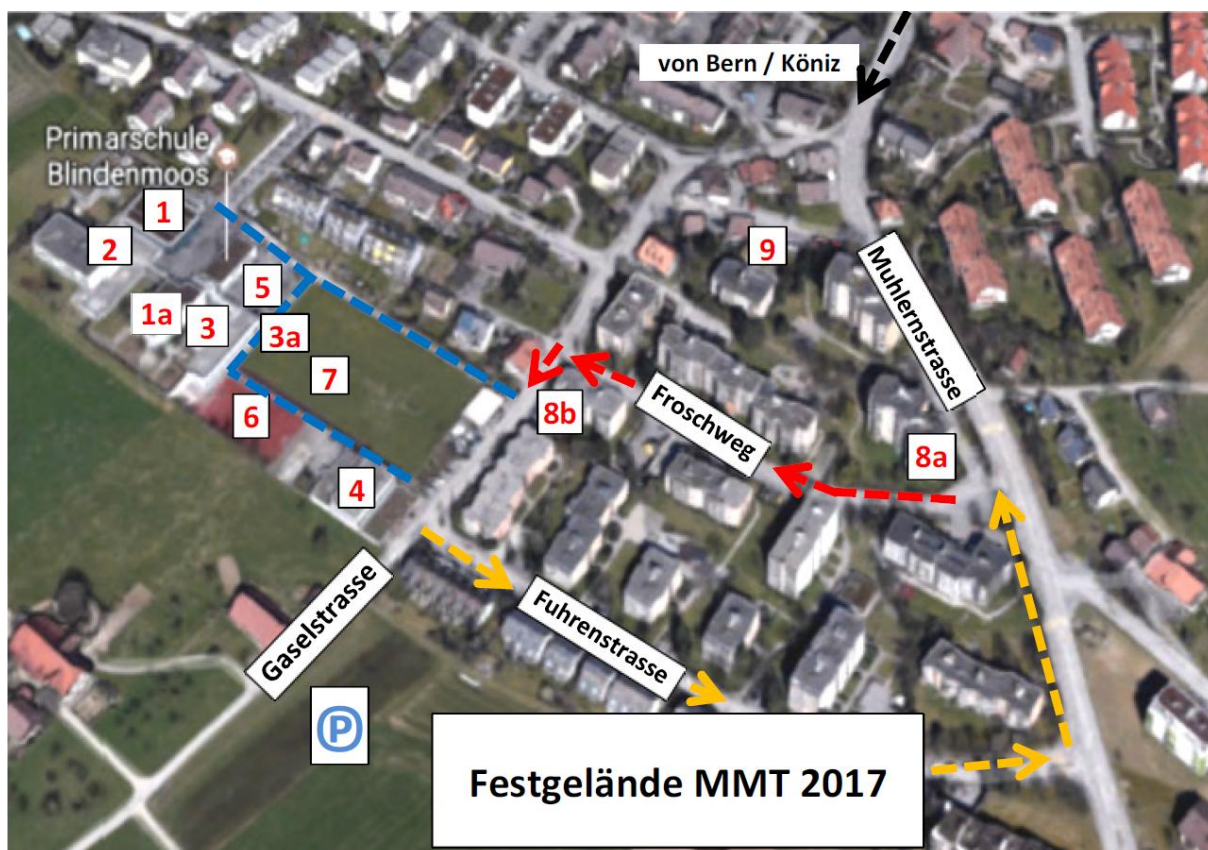 von Bern / Köniz
Primarschule
Blindenmoos
1
2
9
5
1a
3
3a
Muhlernstrasse
7
6
8b
Froschweg
8a
4
Gaselstrasse
Fuhrenstrasse
P
Festgelände MMT 2017